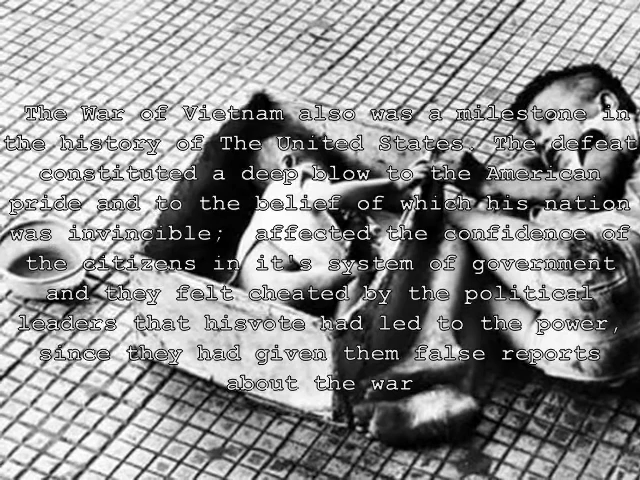 The War of Vietnam also was a milestone in
the history of The United States. The defeat
constituted a deep blow to the American
pride and to the belief of which his nation
was invincible; affected the confidence of
the citizens in it's system of government
and they felt cheated by the political
leaders that hisvote had led to the power,
since they had given them false reports
about the war